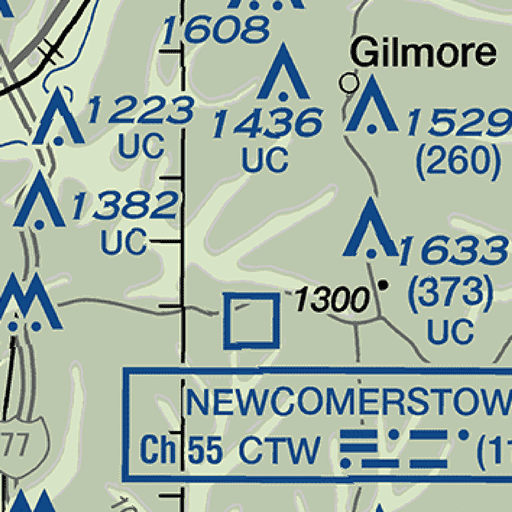 1608
Gilmore
1223
UC
1436
UC
1529
(260)
1382
UC
1633
(373)
UC
1300
NEWCOMERSTOW
Ch 55 CTW (11
77